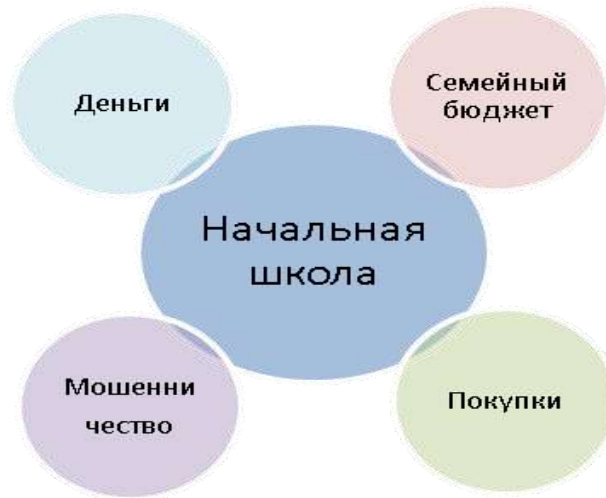 Деньги
Семейный
бюджет
Начальная
школа
Мошенни
чество
Покупки